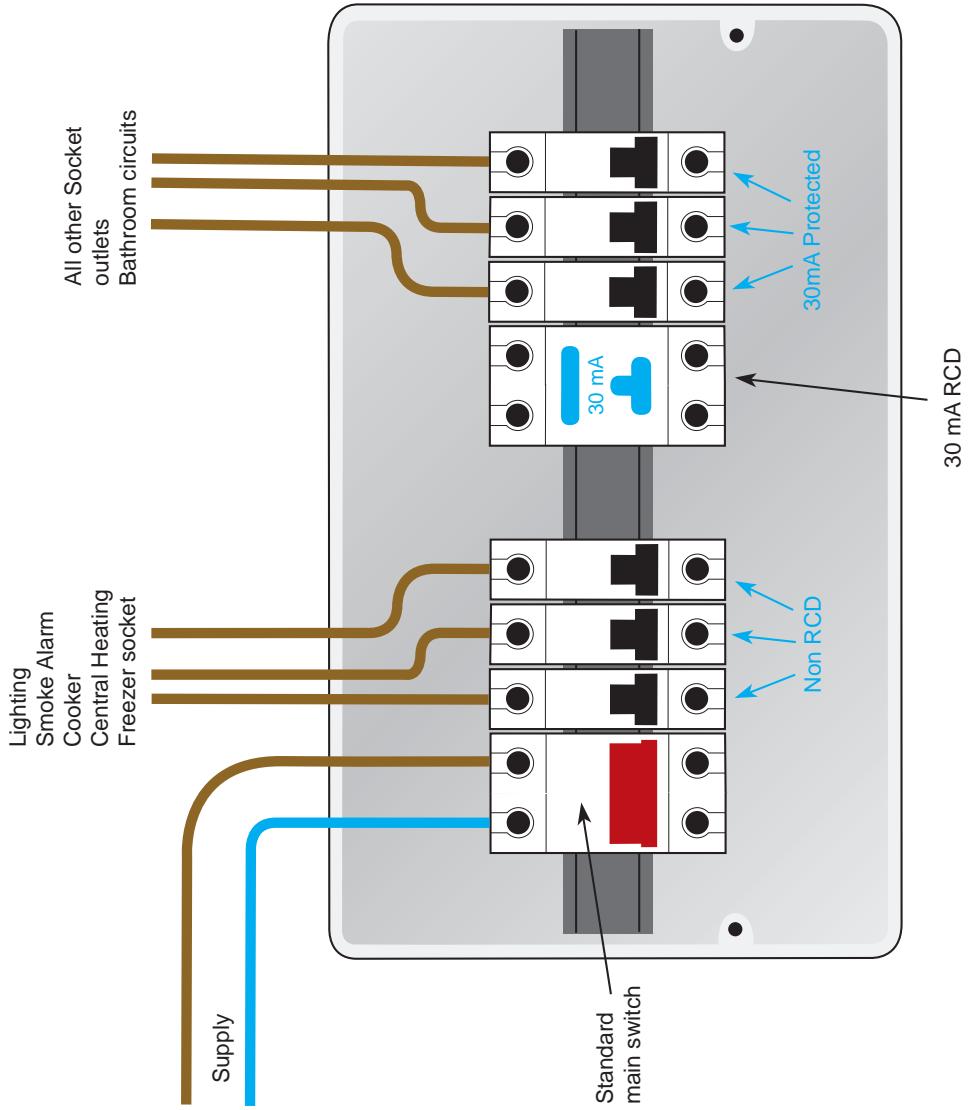 Supply
Lighting
Smoke Alarm
Cooker
Central Heating
Freezer socket
All other Socket
outlets
Bathroom circuits
30 mA
Standard
main switch
Non RCD
30mA Protected
30 mA RCD